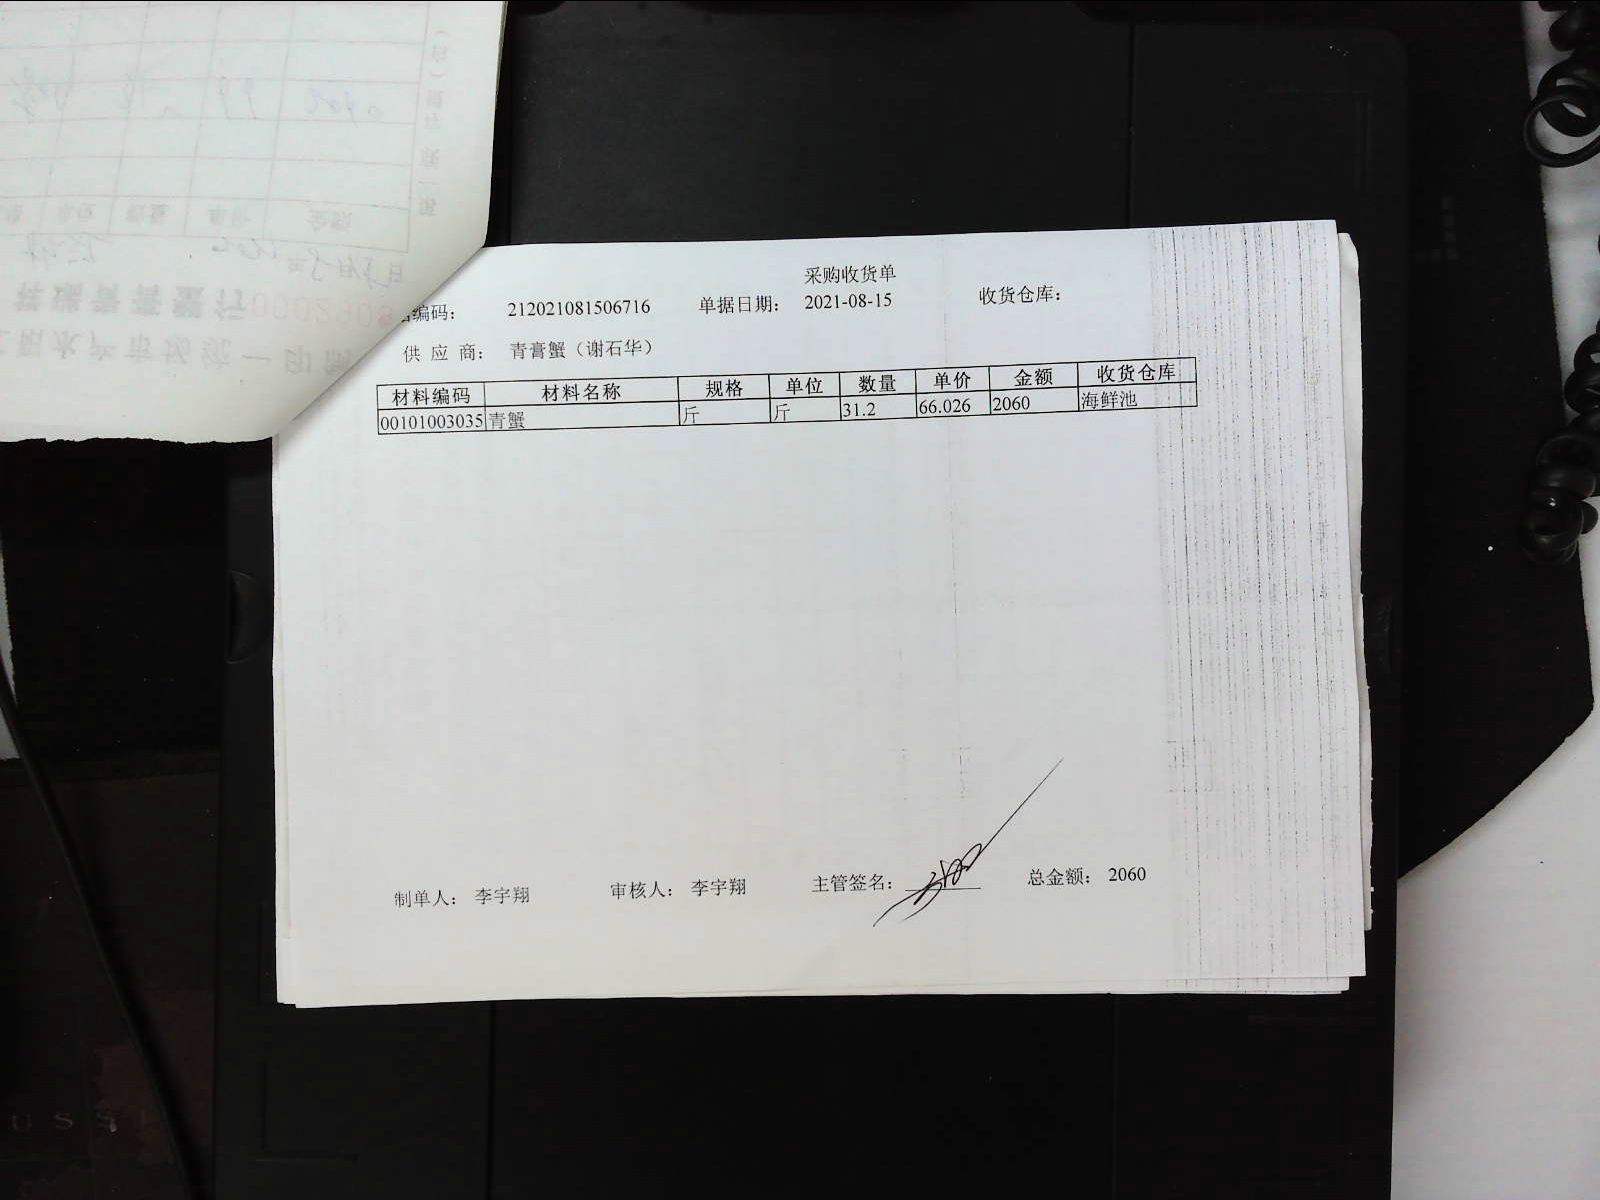 采购收货单
编码： 212021081506716 单据日期： 2021-08-15 收货仓库：
供 应 商： 青膏蟹（谢石华）
材料编码 材料名称 规格 单位 数量 单价 金额 收货仓库
00101003035 青蟹 斤 斤 31.2 66.026 2060 海鲜池
制单人： 李宇翔 审核人： 李宇翔 主管签名： 总金额： 2060